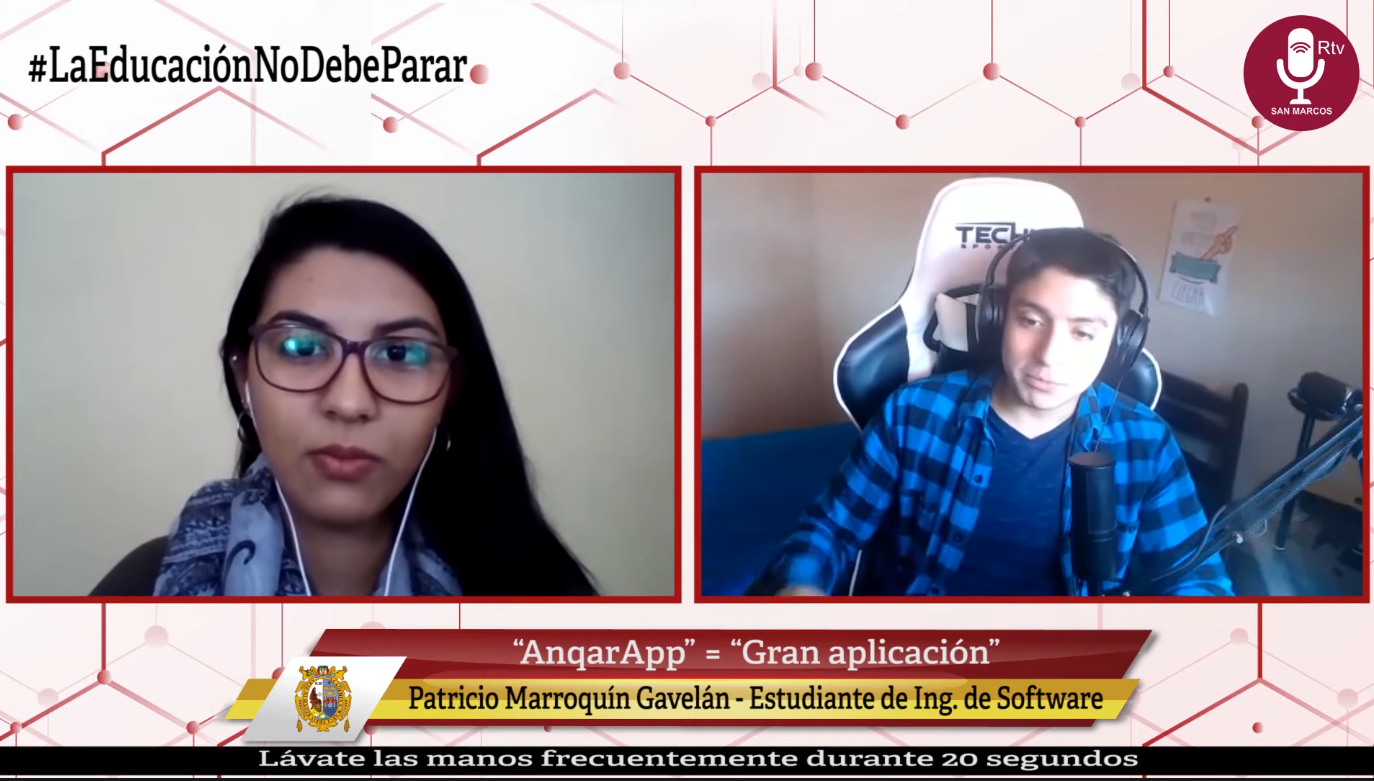 #LaEducaciónNoDebeParar
Rtv
SAN MARCOS
TECH
“AnqarApp” = “Gran aplicación”
Patricio Marroquín Gavelán - Estudiante de Ing. de Software
Lávate las manos frecuentemente durante 20 segundos